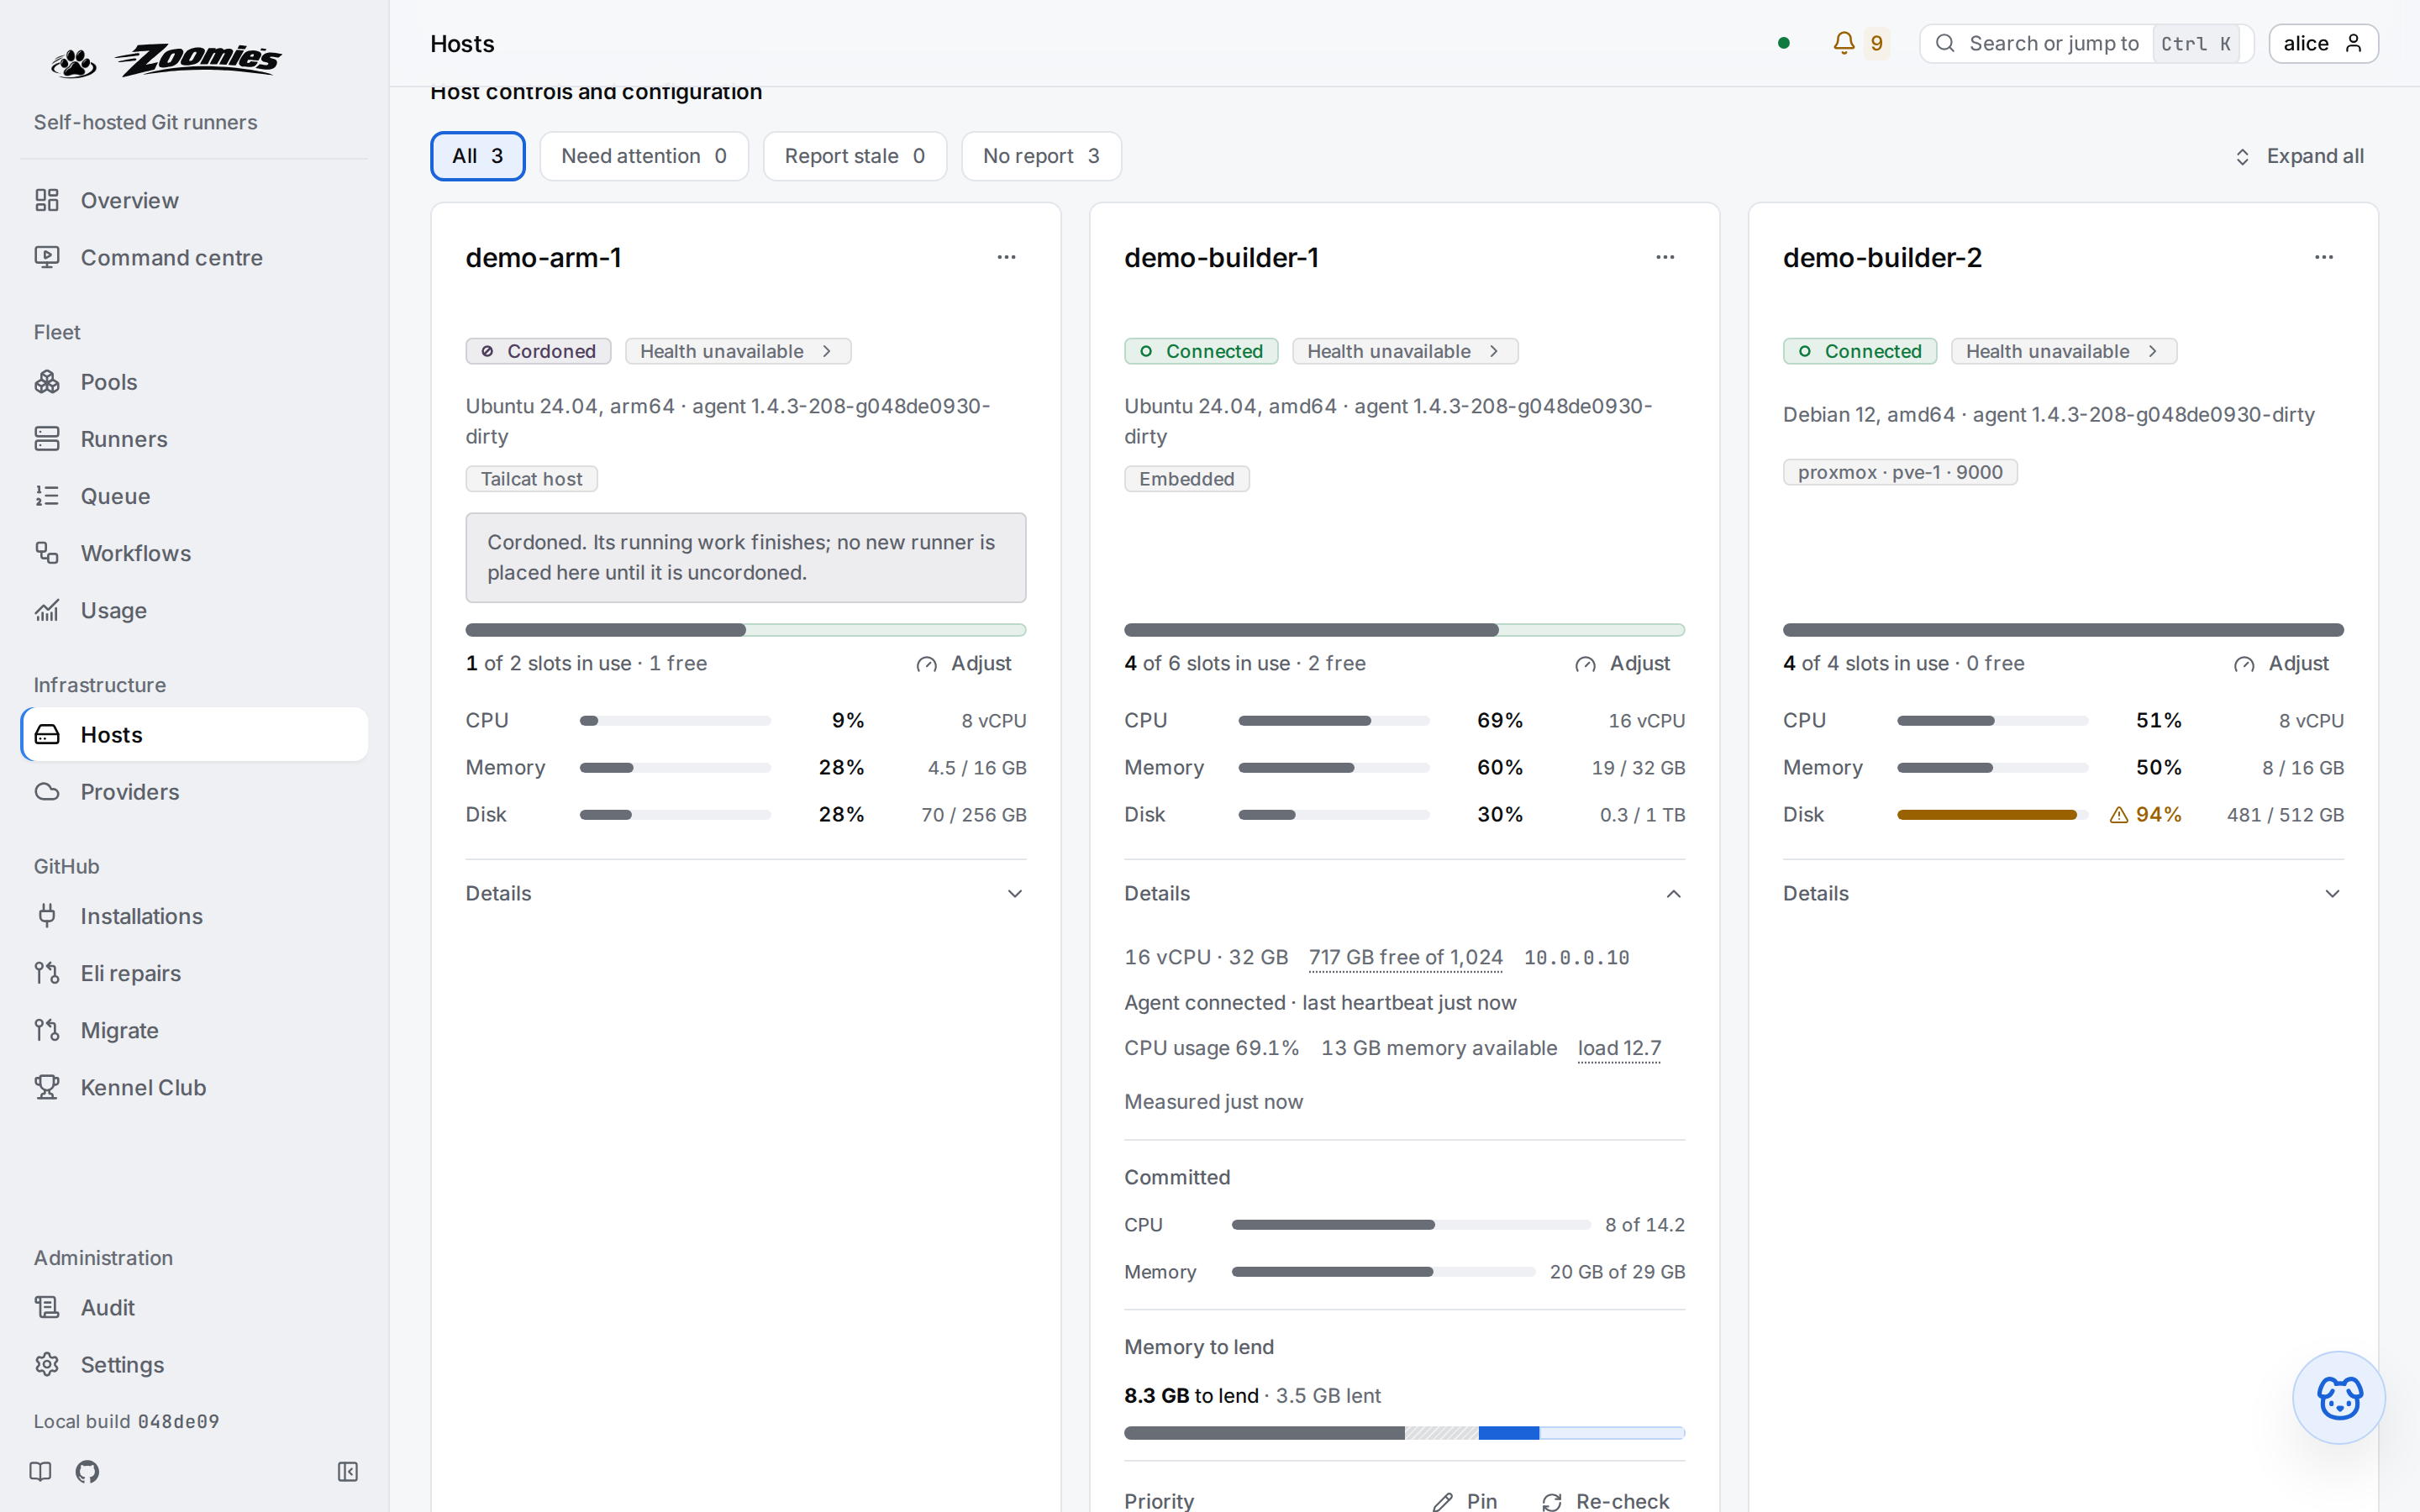 Zoomies
Self-hosted Git runners
Overview
Command centre
Fleet
Pools
Runners
Queue
Workflows
Usage
Infrastructure
Hosts
Providers
GitHub
Installations
Eli repairs
Migrate
Kennel Club
Administration
Audit
Settings
Local build 048de09
Hosts
9
Search or jump to Ctrl K
alice
Host controls and configuration
All 3
Need attention 0
Report stale 0
No report 3
Expand all
demo-arm-1
Cordoned
Health unavailable
Ubuntu 24.04, arm64 · agent 1.4.3-208-g048de0930-
dirty
Tailcat host
Cordoned. Its running work finishes; no new runner is
placed here until it is uncordoned.
1 of 2 slots in use · 1 free
Adjust
CPU 9% 8 vCPU
Memory 28% 4.5 / 16 GB
Disk 28% 70 / 256 GB
Details
demo-builder-1
Connected
Health unavailable
Ubuntu 24.04, amd64 · agent 1.4.3-208-g048de0930-
dirty
Embedded
4 of 6 slots in use · 2 free
Adjust
CPU 69% 16 vCPU
Memory 60% 19 / 32 GB
Disk 30% 0.3 / 1 TB
Details
16 vCPU · 32 GB 717 GB free of 1,024 10.0.0.10
Agent connected · last heartbeat just now
CPU usage 69.1% 13 GB memory available load 12.7
Measured just now
Committed
CPU 8 of 14.2
Memory 20 GB of 29 GB
Memory to lend
8.3 GB to lend · 3.5 GB lent
Priority
Pin
Re-check
demo-builder-2
Connected
Health unavailable
Debian 12, amd64 · agent 1.4.3-208-g048de0930-dirty
proxmox · pve-1 · 9000
4 of 4 slots in use · 0 free
Adjust
CPU 51% 8 vCPU
Memory 50% 8 / 16 GB
Disk 94% 481 / 512 GB
Details